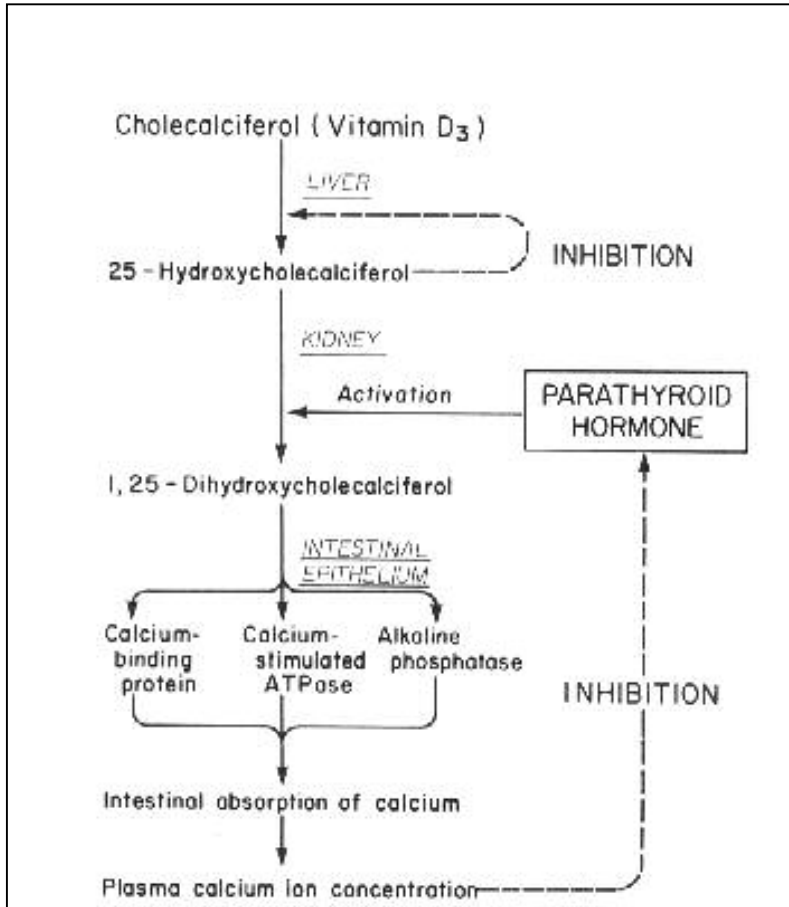 Cholecalciferol (Vitamin D3)
LIVER
25-Hydroxycholecalciferol
INHIBITION
KIDNEY
Activation
PARATHYROID
HORMONE
1,25-Dihydroxycholecalciferol
INTESTINAL
EPITHELIUM
Calcium-
binding
protein
Calcium-
stimulated
ATPase
Alkaline
phosphatase
INHIBITION
Intestinal absorption of calcium
Plasma calcium ion concentration